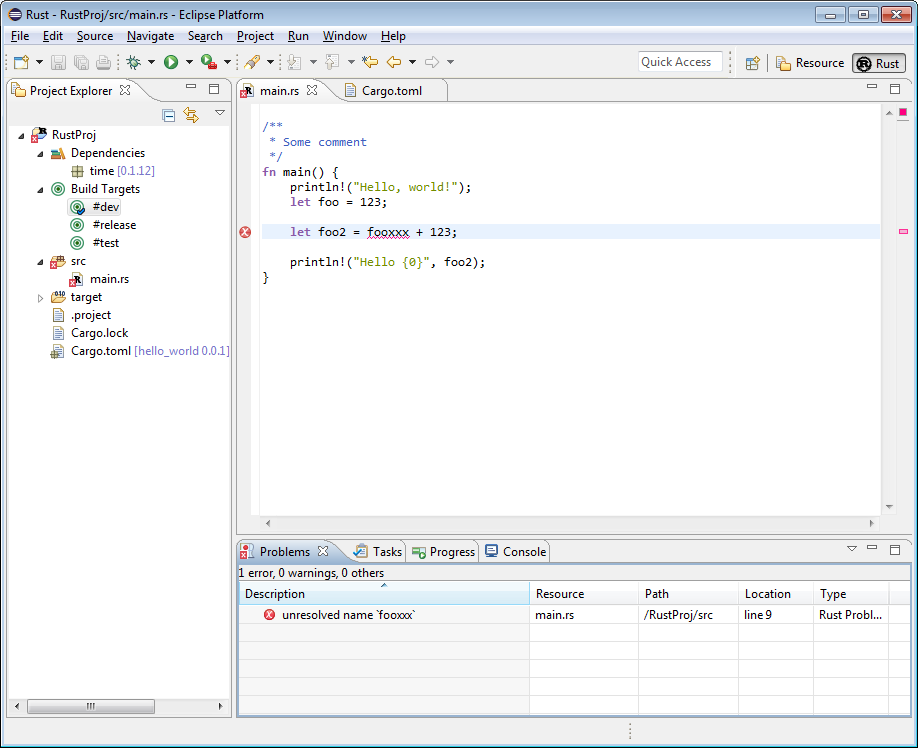 Rust - RustProj/src/main.rs - Eclipse Platform
File Edit Source Navigate Search Project Run Window Help
Quick Access Resource Rust
Project Explorer
RustProj
Dependencies
time [0.1.12]
Build Targets
#dev
#release
#test
src
main.rs
target
.project
Cargo.lock
Cargo.toml [hello_world 0.0.1]
main.rs Cargo.toml
/**
 * Some comment
 */
fn main() {
    println!("Hello, world!");
    let foo = 123;
    let foo2 = fooxxx + 123;
    println!("Hello {0}", foo2);
}
Problems Tasks Progress Console
1 error, 0 warnings, 0 others
Description Resource Path Location Type
unresolved name `fooxxx` main.rs /RustProj/src line 9 Rust Probl...